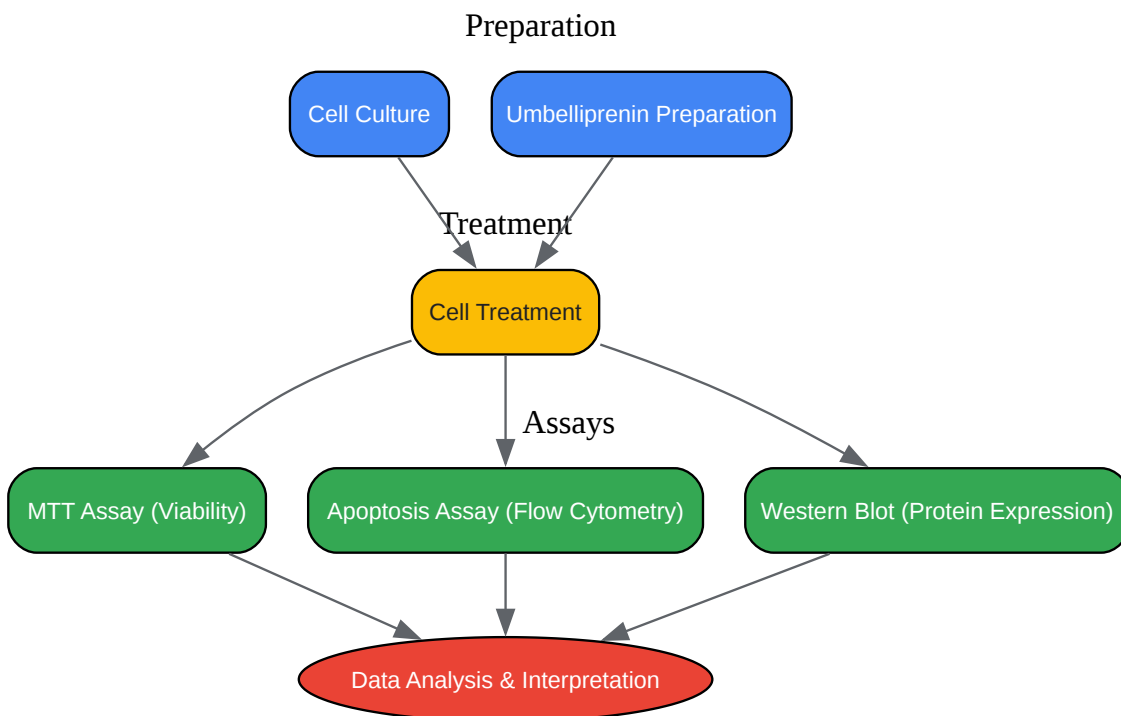 Preparation
Cell Culture
Umbelliprenin Preparation
Treatment
Cell Treatment
Assays
MTT Assay (Viability)
Apoptosis Assay (Flow Cytometry)
Western Blot (Protein Expression)
Data Analysis & Interpretation